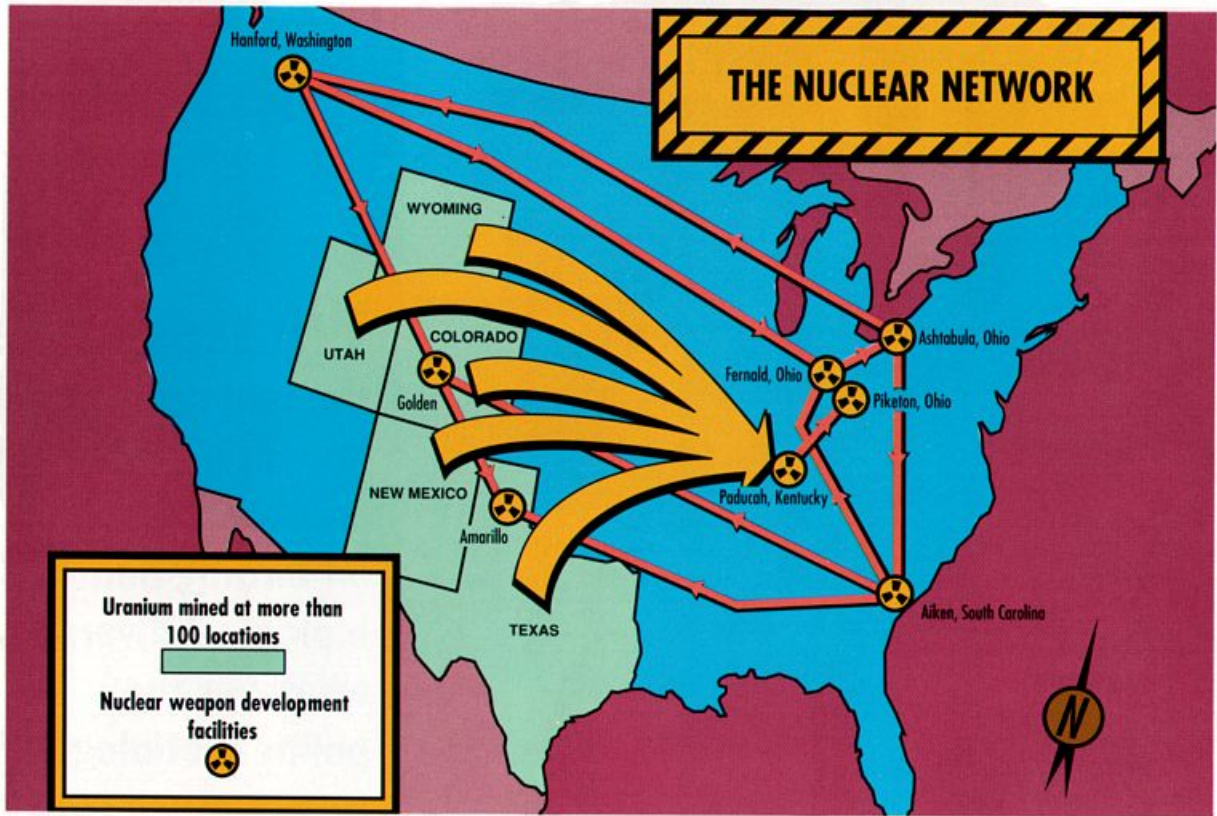 THE NUCLEAR NETWORK
Hanford, Washington
WYOMING
UTAH
COLORADO
Golden
NEW MEXICO
Amarillo
TEXAS
Ashtabula, Ohio
Fernald, Ohio
Piketon, Ohio
Paducah, Kentucky
Aiken, South Carolina
Uranium mined at more than
100 locations
Nuclear weapon development
facilities
N